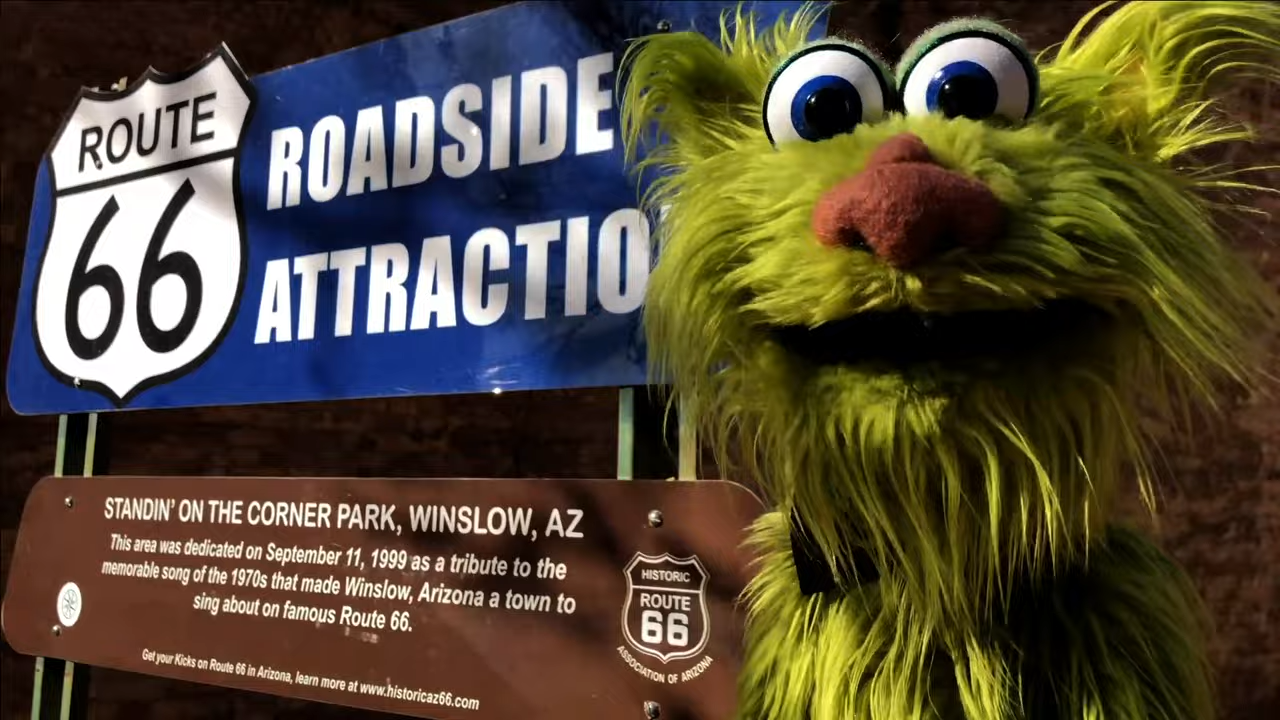 ROUTE
66
ROADSIDE
ATTRACTIO
STANDIN' ON THE CORNER PARK, WINSLOW, AZ
This area was dedicated on September 11, 1999 as a tribute to the
memorable song of the 1970s that made Winslow, Arizona a town to
sing about on famous Route 66.
Get your Kicks on Route 66 in Arizona, learn more at www.historicaz66.com
HISTORIC
ROUTE
66
ASSOCIATION OF ARIZONA